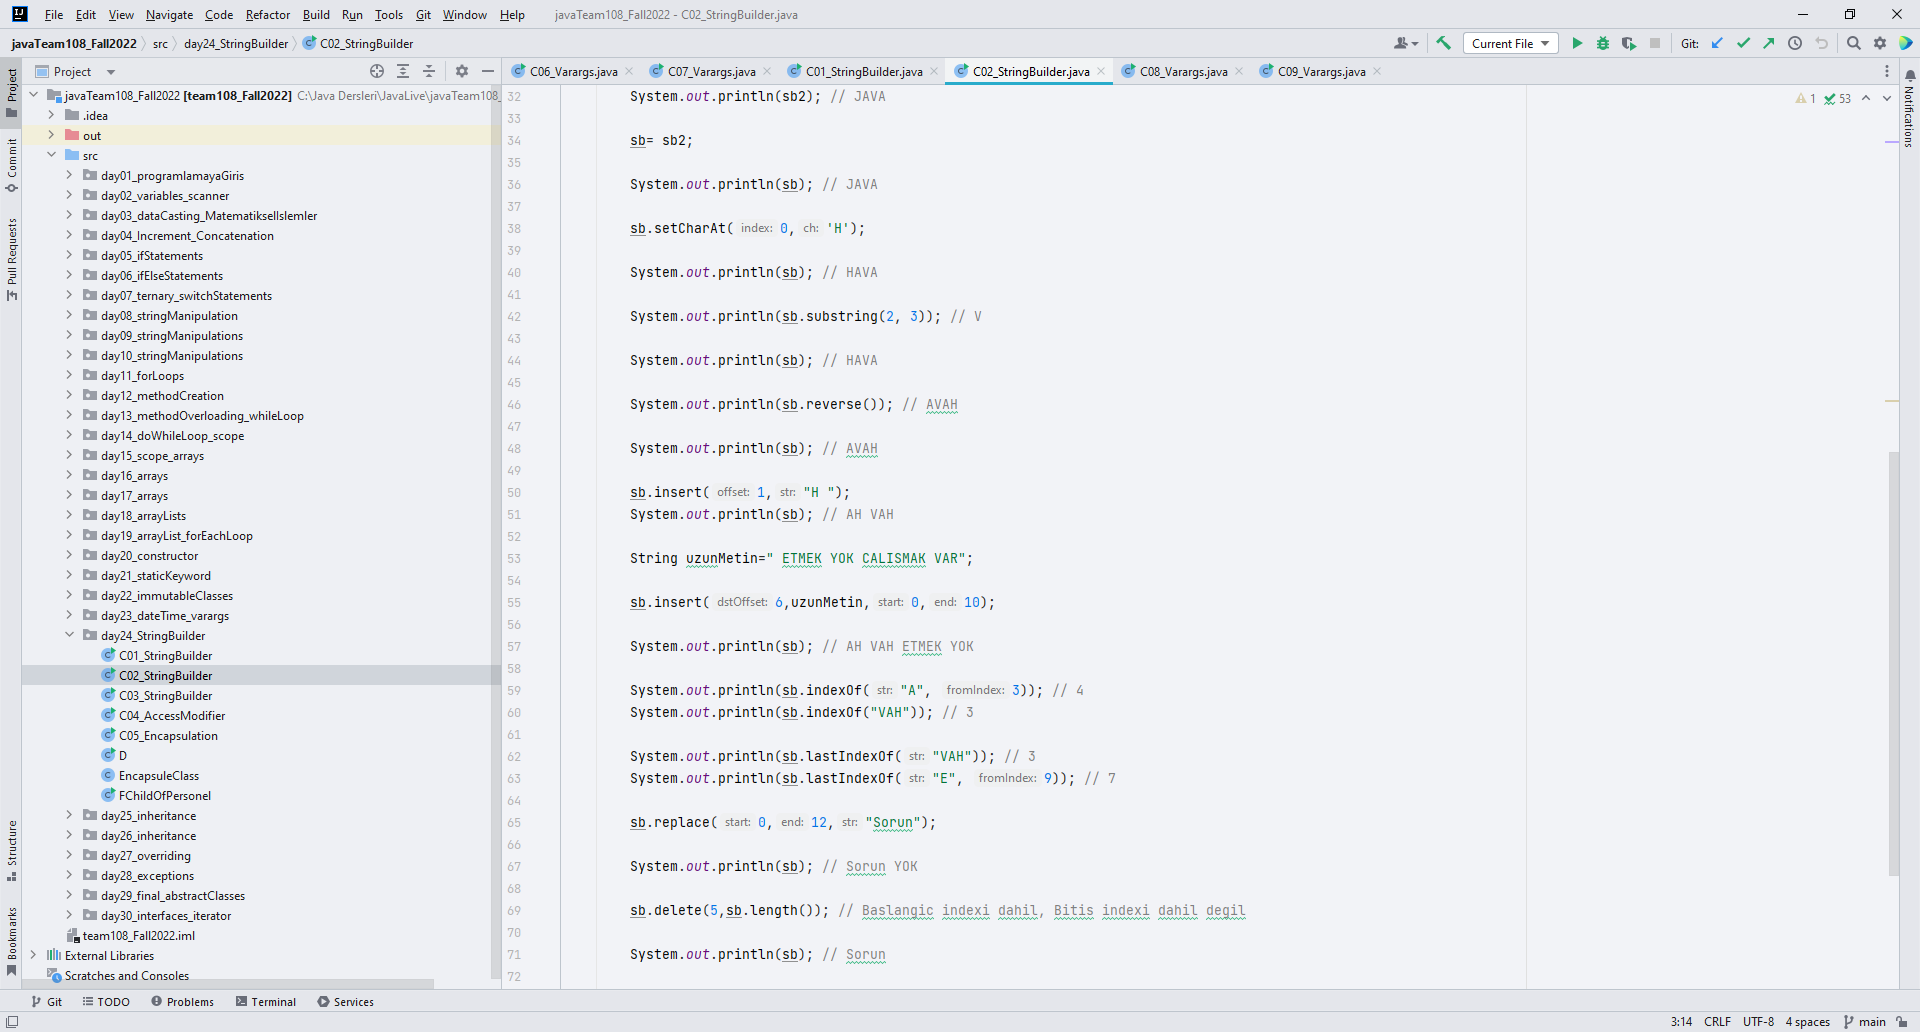 File Edit View Navigate Code Refactor Build Run Tools Git Window Help javaTeam108_Fall2022 - C02_StringBuilder.java
javaTeam108_Fall2022 src day24_StringBuilder C02_StringBuilder Current File Git:
Project
Commit
Pull Requests
Structure
Bookmarks
Project
javaTeam108_Fall2022 [team108_Fall2022] C:\Java Dersleri\JavaLive\javaTeam108_
.idea
out
src
day01_programlamayaGiris
day02_variables_scanner
day03_dataCasting_MatematikselIslemler
day04_Increment_Concatenation
day05_ifStatements
day06_ifElseStatements
day07_ternary_switchStatements
day08_stringManipulation
day09_stringManipulations
day10_stringManipulations
day11_forLoops
day12_methodCreation
day13_methodOverloading_whileLoop
day14_doWhileLoop_scope
day15_scope_arrays
day16_arrays
day17_arrays
day18_arrayLists
day19_arrayList_forEachLoop
day20_constructor
day21_staticKeyword
day22_immutableClasses
day23_dateTime_varargs
day24_StringBuilder
C01_StringBuilder
C02_StringBuilder
C03_StringBuilder
C04_AccessModifier
C05_Encapsulation
D
EncapsuleClass
FChildOfPersonel
day25_inheritance
day26_inheritance
day27_overriding
day28_exceptions
day29_final_abstractClasses
day30_interfaces_iterator
team108_Fall2022.iml
External Libraries
Scratches and Consoles
C06_Varargs.java C07_Varargs.java C01_StringBuilder.java C02_StringBuilder.java C08_Varargs.java C09_Varargs.java
1 53
32 System.out.println(sb2); // JAVA
33
34 sb= sb2;
35
36 System.out.println(sb); // JAVA
37
38 sb.setCharAt( index: 0, ch: 'H');
39
40 System.out.println(sb); // HAVA
41
42 System.out.println(sb.substring(2, 3)); // V
43
44 System.out.println(sb); // HAVA
45
46 System.out.println(sb.reverse()); // AVAH
47
48 System.out.println(sb); // AVAH
49
50 sb.insert( offset: 1, str: "H ");
51 System.out.println(sb); // AH VAH
52
53 String uzunMetin=" ETMEK YOK CALISMAK VAR";
54
55 sb.insert( dstOffset: 6,uzunMetin, start: 0, end: 10);
56
57 System.out.println(sb); // AH VAH ETMEK YOK
58
59 System.out.println(sb.indexOf( str: "A", fromIndex: 3)); // 4
60 System.out.println(sb.indexOf("VAH")); // 3
61
62 System.out.println(sb.lastIndexOf( str: "VAH")); // 3
63 System.out.println(sb.lastIndexOf( str: "E", fromIndex: 9)); // 7
64
65 sb.replace( start: 0, end: 12, str: "Sorun");
66
67 System.out.println(sb); // Sorun YOK
68
69 sb.delete(5,sb.length()); // Baslangic indexi dahil, Bitis indexi dahil degil
70
71 System.out.println(sb); // Sorun
72
Notifications
Git TODO Problems Terminal Services
3:14 CRLF UTF-8 4 spaces main